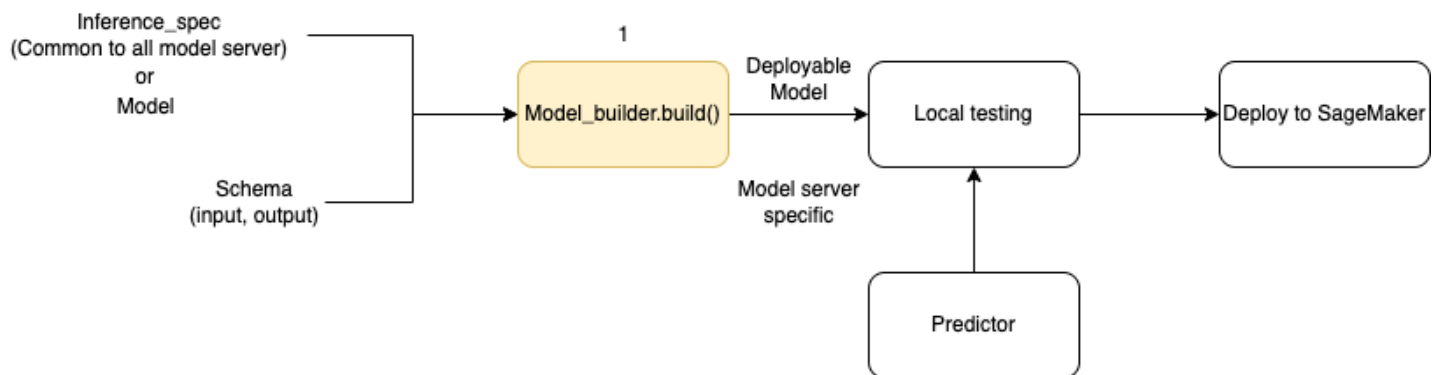 Inference_spec
(Common to all model server)
or
Model
Schema
(input, output)
1
Model_builder.build()
Deployable
Model
Model server
specific
Local testing
Predictor
Deploy to SageMaker